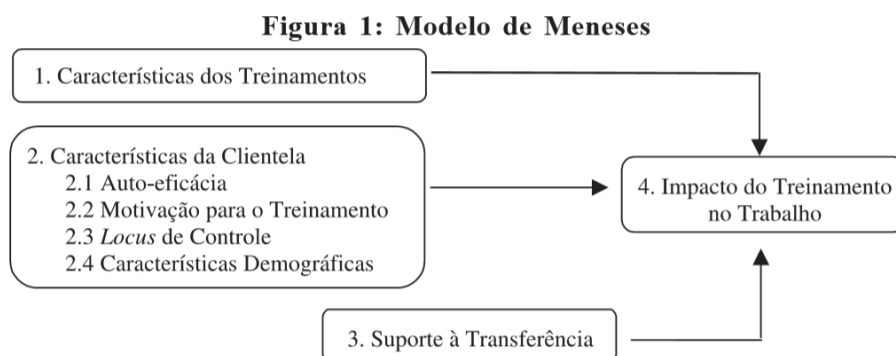 Figura 1: Modelo de Meneses
1. Características dos Treinamentos
2. Características da Clientela
2.1 Auto-eficácia
2.2 Motivação para o Treinamento
2.3 Locus de Controle
2.4 Características Demográficas
4. Impacto do Treinamento
no Trabalho
3. Suporte à Transferência